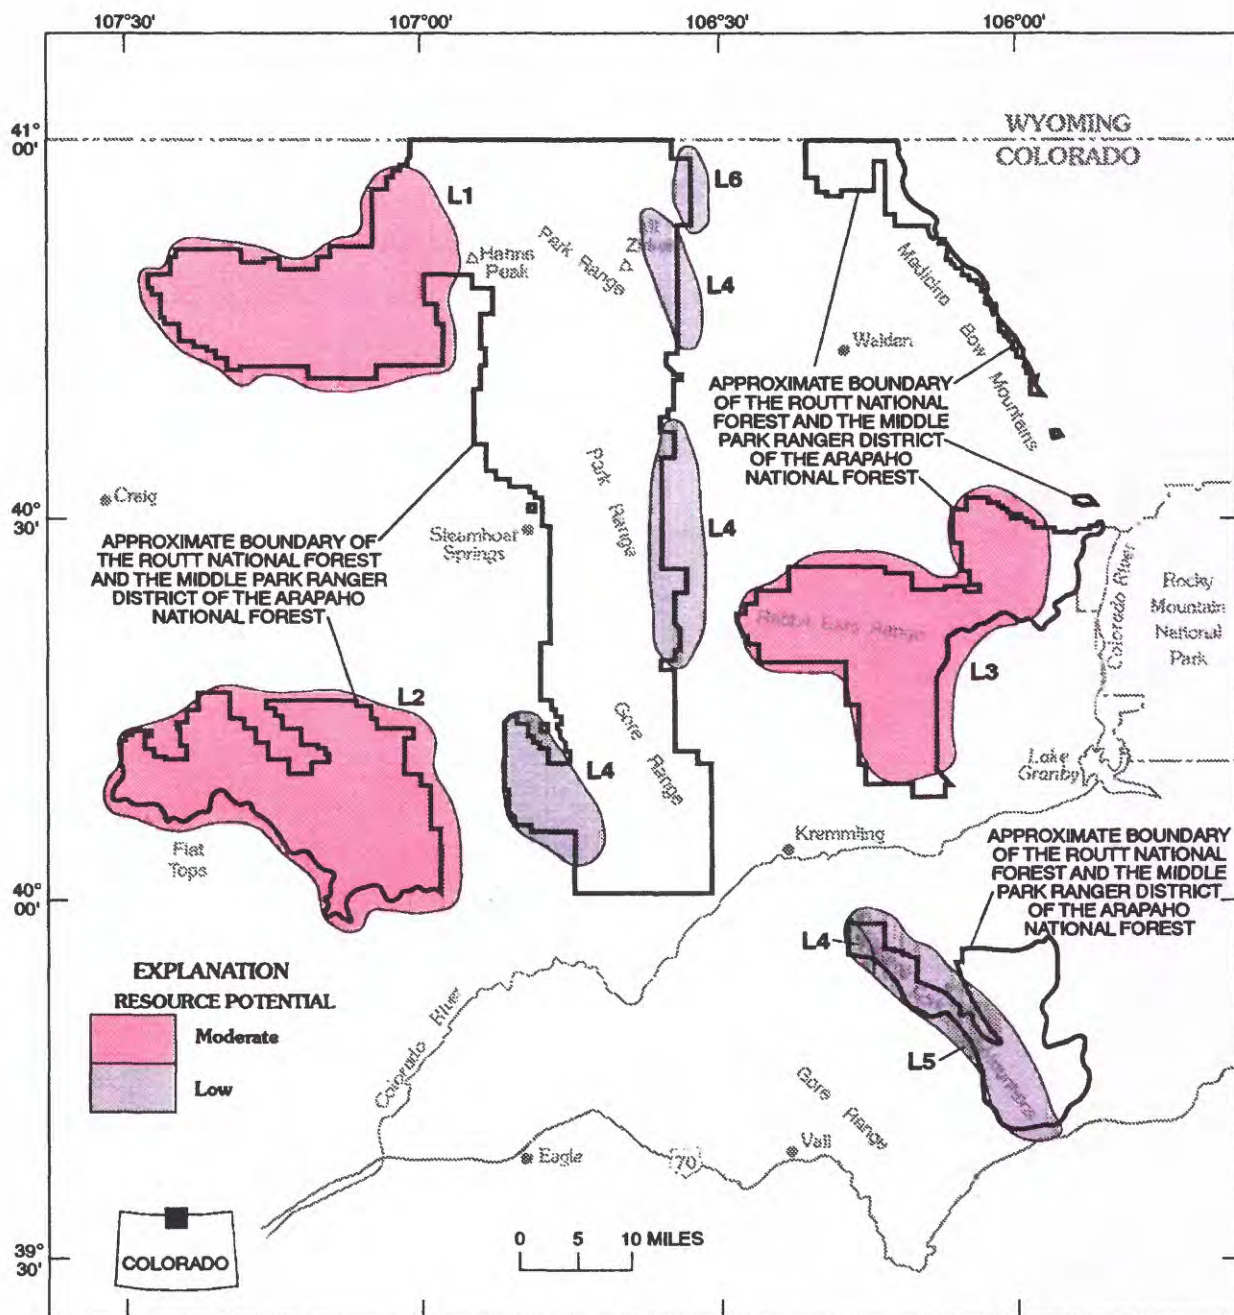 107°30'
107°00'
106°30'
106°00'
41°
00'
WYOMING
COLORADO
L6
L1
Hahns
Peak
Park Range
Mt
L4
Medicine Bow Mountains
Walden
APPROXIMATE BOUNDARY
OF THE ROUTT NATIONAL
FOREST AND THE MIDDLE
PARK RANGER DISTRICT
OF THE ARAPAHO
NATIONAL FOREST
Craig
40°
30'
Steamboat
Springs
Park Range
L4
APPROXIMATE BOUNDARY OF
THE ROUTT NATIONAL FOREST
AND THE MIDDLE PARK RANGER
DISTRICT OF THE ARAPAHO
NATIONAL FOREST
Colorado River
Rocky
Mountain
National
Park
Rabbit Ears Range
L3
L2
Gore Range
L4
Lake
Granby
Flat
Tops
Kremmling
APPROXIMATE BOUNDARY
OF THE ROUTT NATIONAL
FOREST AND THE MIDDLE
PARK RANGER DISTRICT
OF THE ARAPAHO
NATIONAL FOREST
40°
00'
L4
L5
Mountains
EXPLANATION
RESOURCE POTENTIAL
Moderate
Low
Colorado River
Gore Range
Eagle
70
Vail
COLORADO
0 5 10 MILES
39°
30'